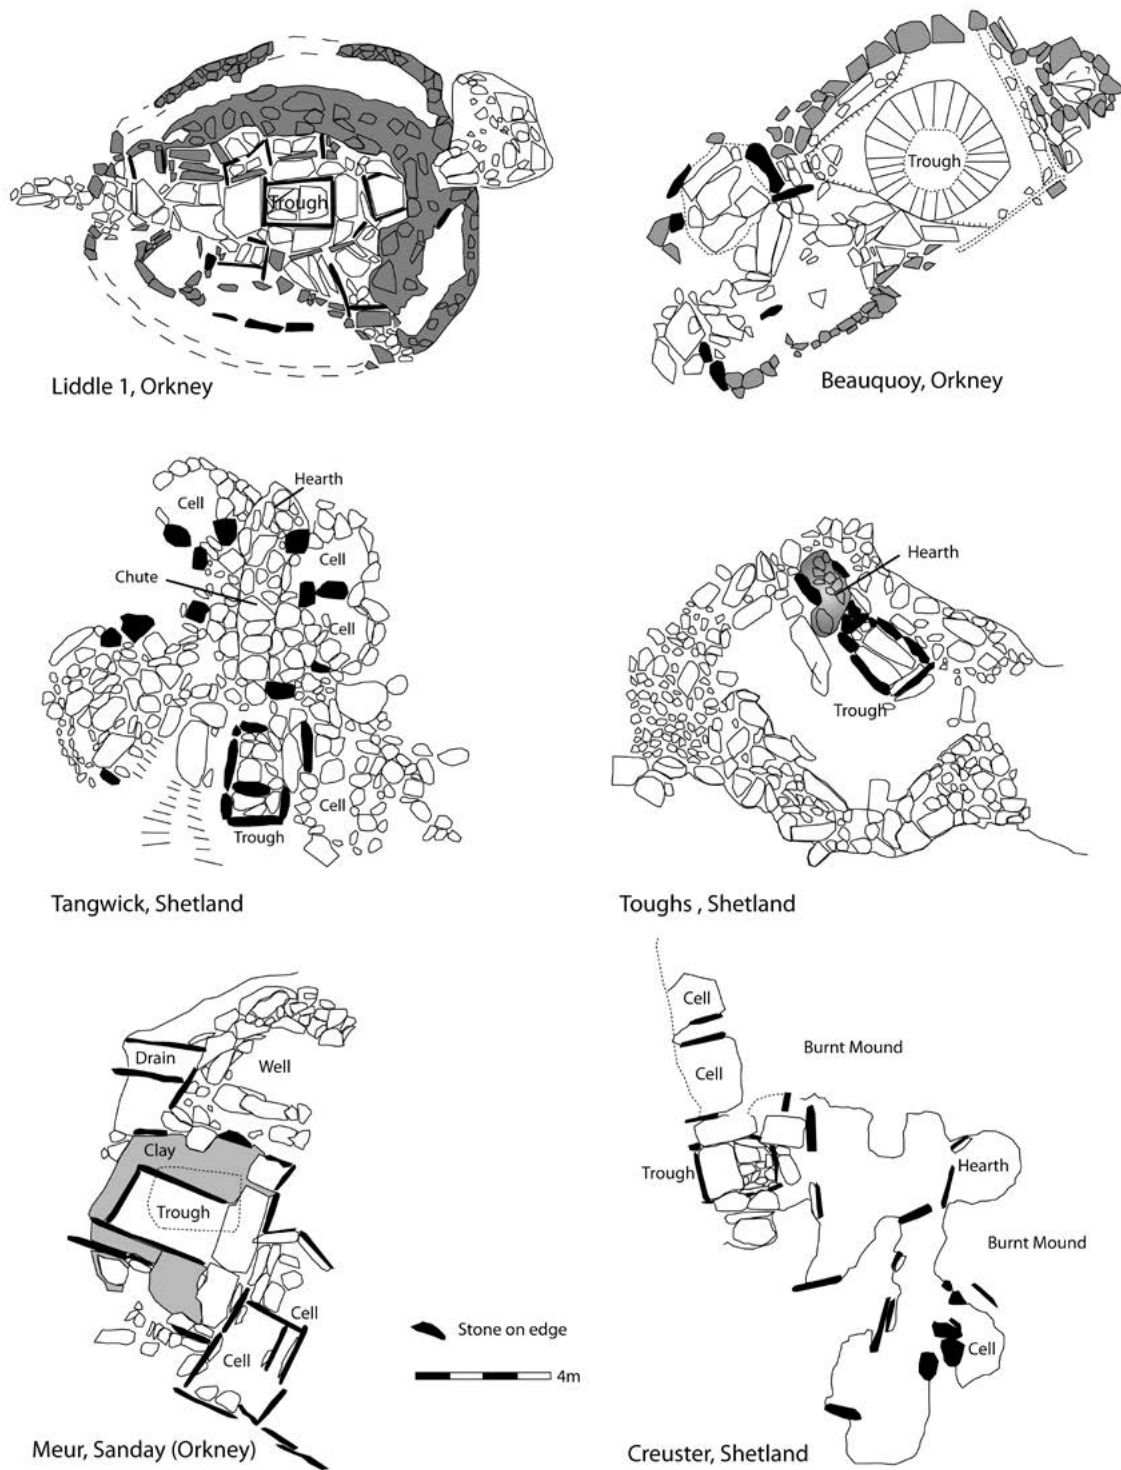 Trough
Liddle 1, Orkney
Trough
Beauquoy, Orkney
Hearth
Cell
Cell
Chute
Cell
Cell
Trough
Tangwick, Shetland
Hearth
Trough
Toughs , Shetland
Drain
Well
Clay
Trough
Cell
Cell
Meur, Sanday (Orkney)
Stone on edge
4m
Cell
Burnt Mound
Cell
Trough
Hearth
Burnt Mound
Cell
Creuster, Shetland